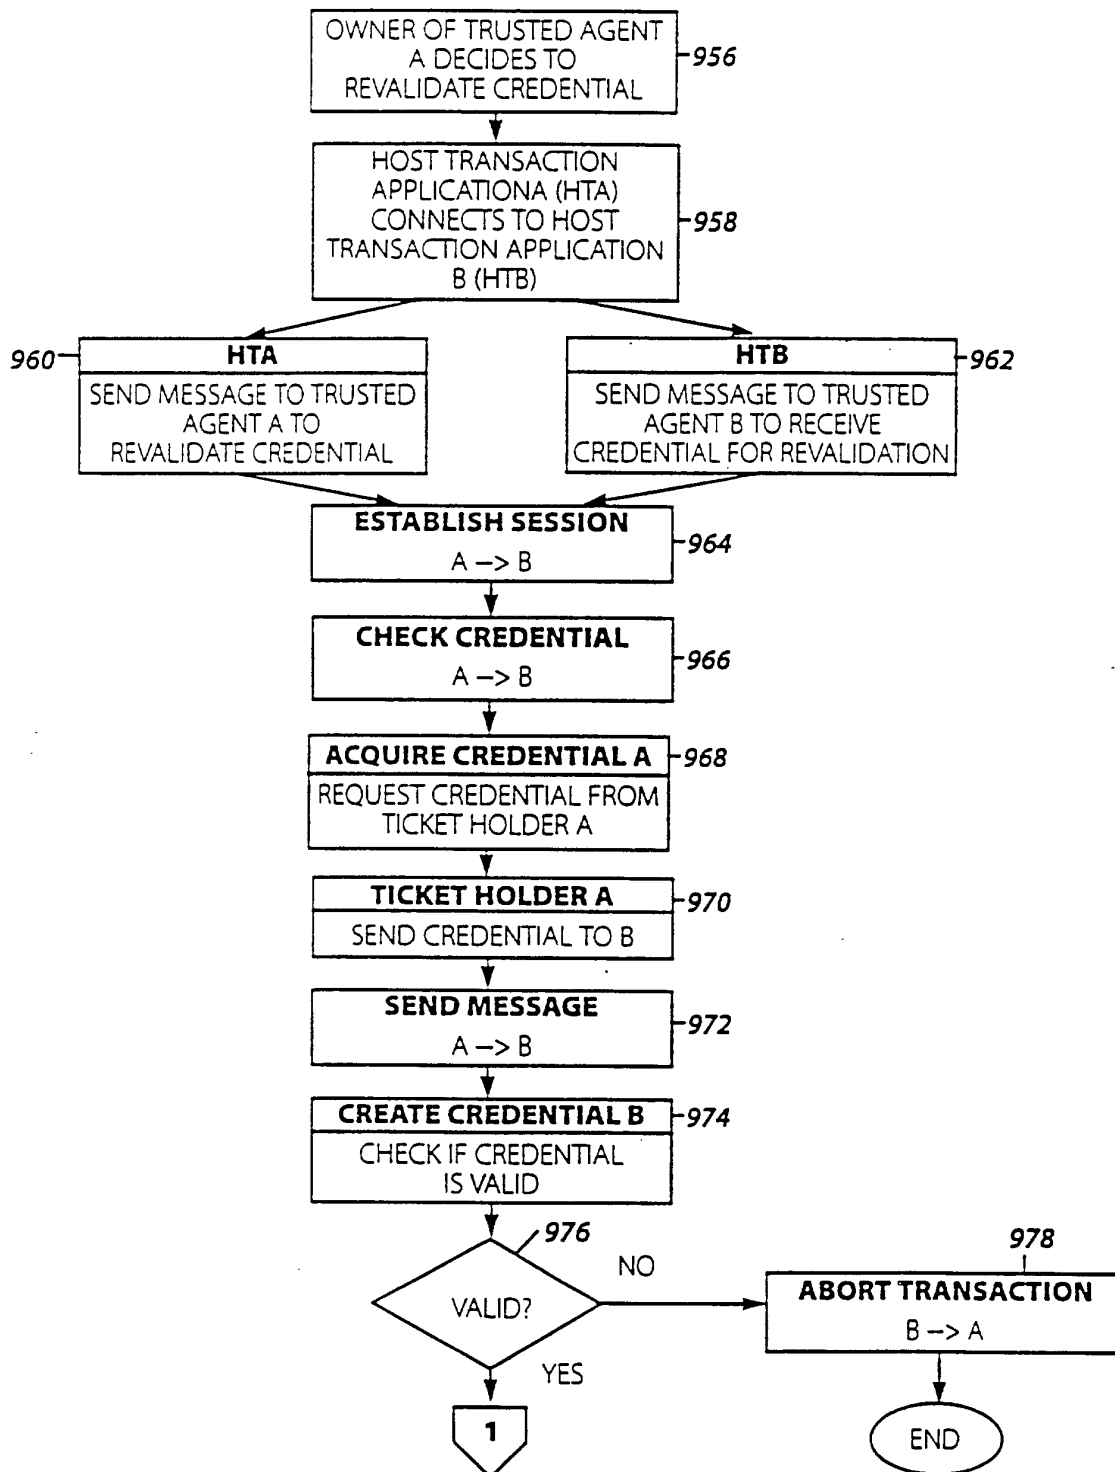 OWNER OF TRUSTED AGENT
A DECIDES TO
REVALIDATE CREDENTIAL
956
HOST TRANSACTION
APPLICATIONA (HTA)
CONNECTS TO HOST
TRANSACTION APPLICATION
B (HTB)
958
960
HTA
SEND MESSAGE TO TRUSTED
AGENT A TO
REVALIDATE CREDENTIAL
HTB
962
SEND MESSAGE TO TRUSTED
AGENT B TO RECEIVE
CREDENTIAL FOR REVALIDATION
ESTABLISH SESSION
A –> B
964
CHECK CREDENTIAL
A –> B
966
ACQUIRE CREDENTIAL A
968
REQUEST CREDENTIAL FROM
TICKET HOLDER A
TICKET HOLDER A
970
SEND CREDENTIAL TO B
SEND MESSAGE
A –> B
972
CREATE CREDENTIAL B
974
CHECK IF CREDENTIAL
IS VALID
976
VALID?
NO
978
ABORT TRANSACTION
B –> A
YES
1
END